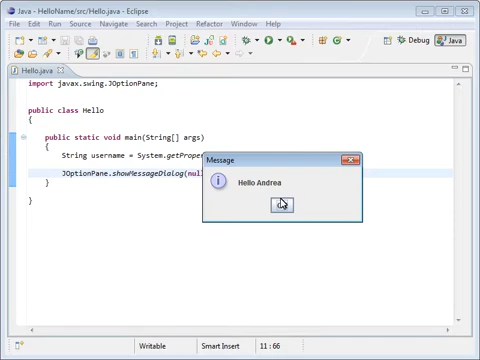 Java - HelloName/src/Hello.java - Eclipse
File Edit Run Source Navigate Search Project Refactor Window Help
Debug Java
Hello.java
import javax.swing.JOptionPane;
public class Hello
{
public static void main(String[] args)
{
String username = System.getProper
JOptionPane.showMessageDialog(null
}
}
Message
Hello Andrea
Writable Smart Insert 11 : 66